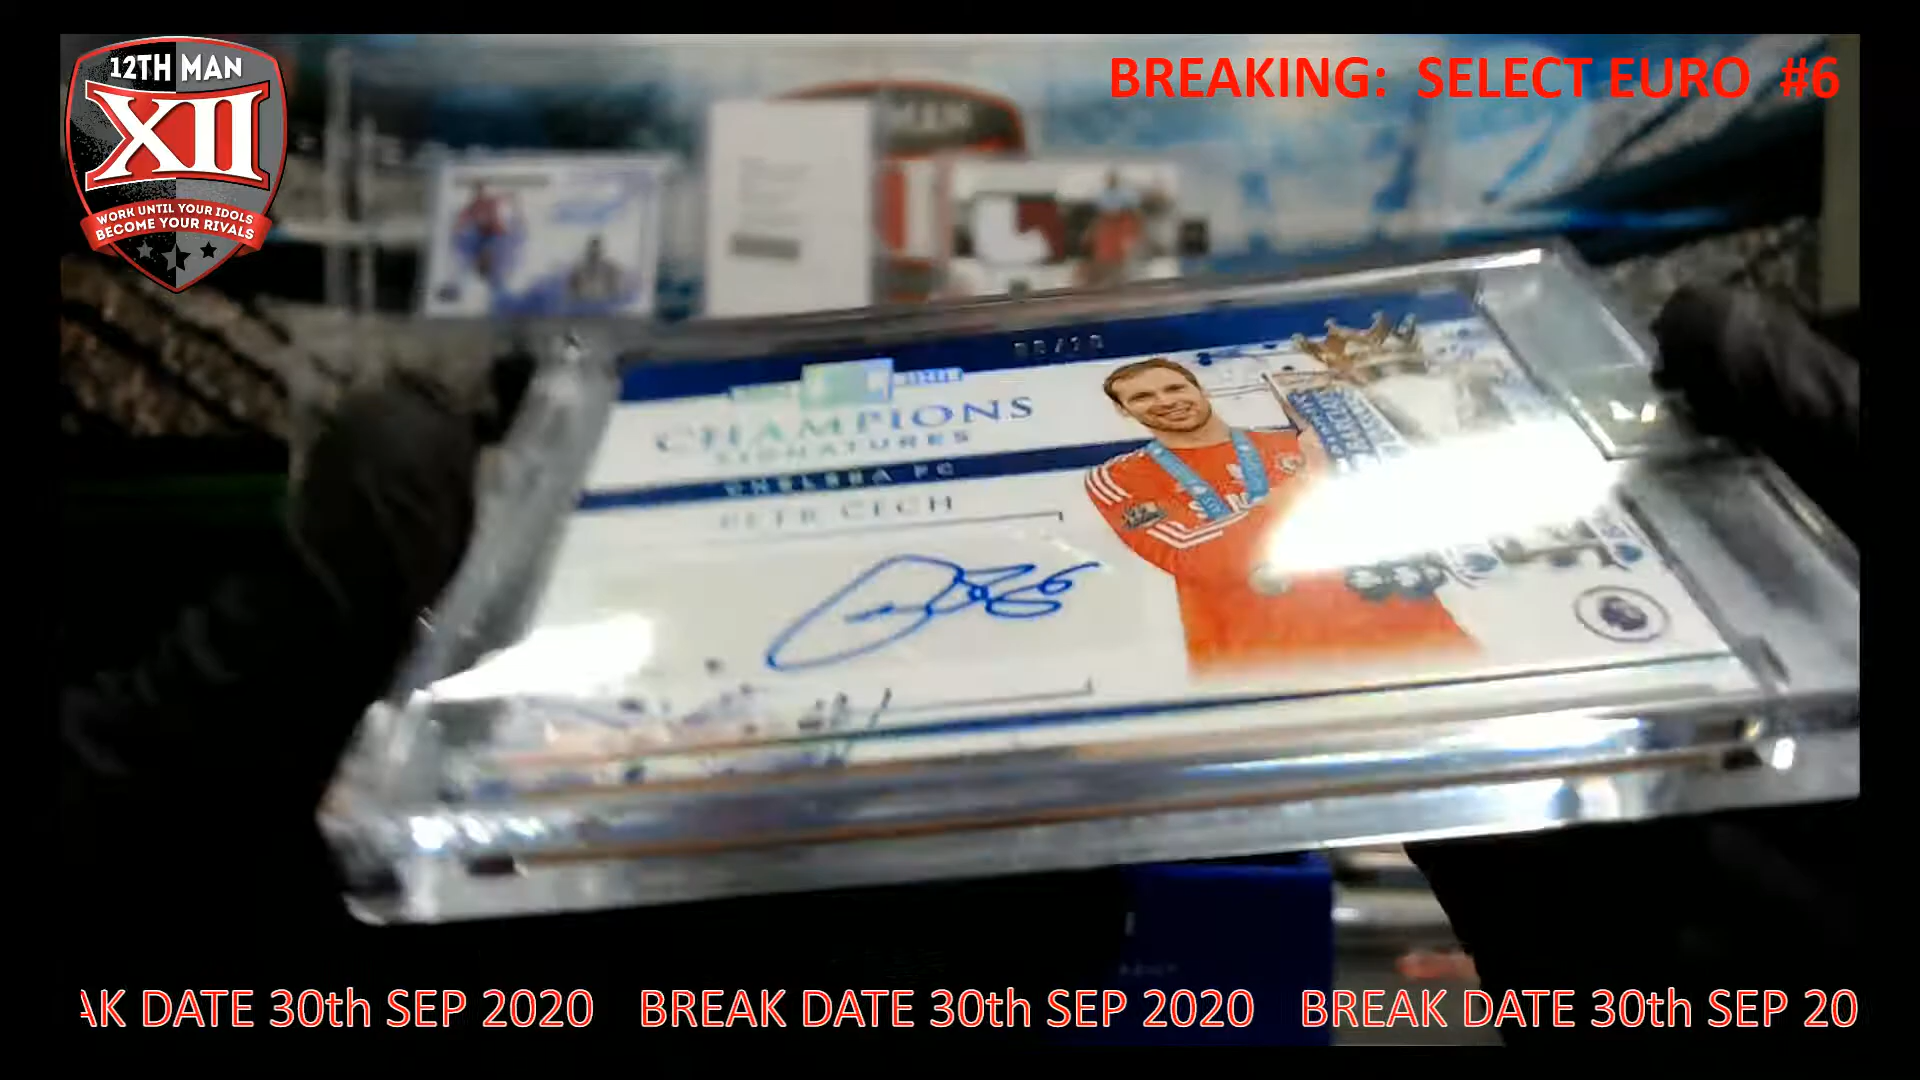 12TH MAN
XII
WORK UNTIL YOUR IDOLS
BECOME YOUR RIVALS
BREAKING: SELECT EURO #6
MAN
CHAMPIONS
SIGNATURES
CHELSEA FC
PETR CECH
AK DATE 30th SEP 2020 BREAK DATE 30th SEP 2020 BREAK DATE 30th SEP 20